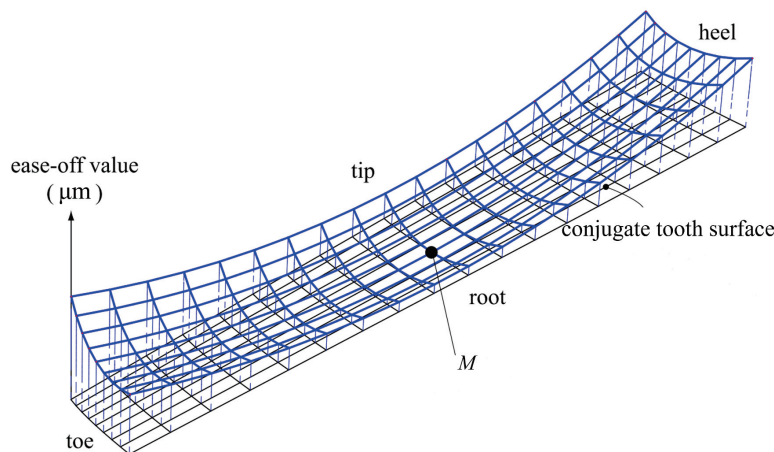 heel
ease-off value
( μm )
tip
conjugate tooth surface
root
M
toe